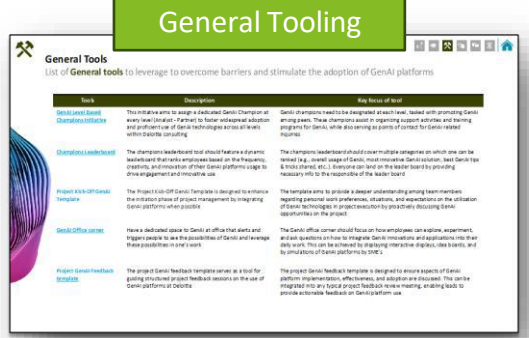 General Tooling
General Tools
List of General tools to leverage to overcome barriers and stimulate the adoption of GenAI platforms
Tools Description Key focus of tool
GenAI Level Based This initiative aims to assign a dedicated GenAI Champion at GenAI champions need to be designated at each level, tasked with promoting GenAI
Champions Initiative every level (Analyst - Partner) to foster widespread adoption among peers. These champions assist in organising support activities and training
and proficient use of GenAI technologies across all levels programs for GenAI, while also serving as points of contact for GenAI-related
within Deloitte consulting inquiries
Champions Leaderboard The champions leaderboard tool should feature a dynamic The champions leaderboard should cover multiple categories on which one can be
leaderboard that ranks employees based on the frequency, ranked (e.g., overall usage of GenAI, most innovative GenAI solution, best GenAI tips
creativity, and innovation of their GenAI platforms usage to & tricks shared, etc.). Everyone can land on the leader board by providing
drive engagement and innovative use necessary info to the responsible of the leader board
Project Kick-Off GenAI The Project Kick-Off GenAI Template is designed to enhance The template aims to provide a deeper understanding among team members
Template the initiation phase of project management by integrating regarding personal work preferences, situations, and expectations on the utilization
GenAI platforms when possible of GenAI technologies in project execution by proactively discussing GenAI
opportunities on the project
GenAI Office corner Have a dedicated space to GenAI at office that alerts and The GenAI office corner should focus on how employees can explore, experiment,
triggers people to see the possibilities of GenAI and leverage and ask questions on how to integrate GenAI innovations and applications into their
these possibilities in one's work daily work. This can be achieved by displaying interactive displays, idea boards, and
by simulations of GenAI platforms by SME's
Project GenAI Feedback The project GenAI feedback template serves as a tool for The project GenAI feedback template is designed to ensure aspects of GenAI
template guiding structured project feedback sessions on the use of platform implementation, effectiveness, and adoption are discussed. This can be
GenAI platforms at Deloitte integrated into any typical project feedback review meeting, enabling leads to
provide actionable feedback on GenAI platform use